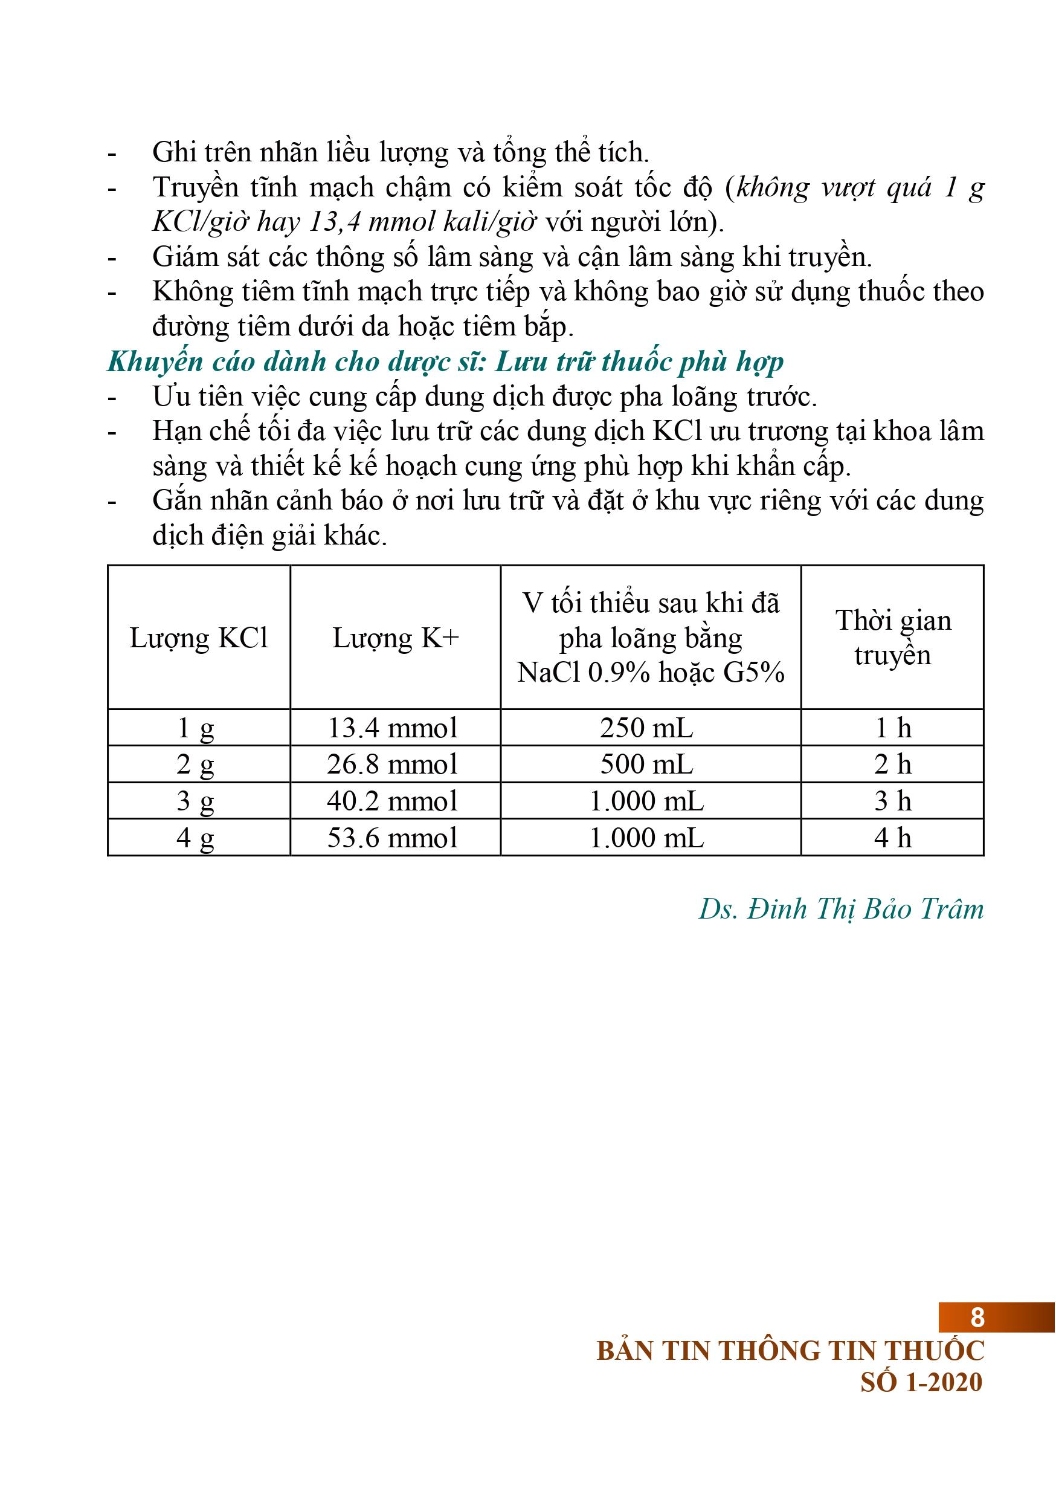 - Ghi trên nhãn liều lượng và tổng thể tích.
- Truyền tĩnh mạch chậm có kiểm soát tốc độ (không vượt quá 1 g
KCl/giờ hay 13,4 mmol kali/giờ với người lớn).
- Giám sát các thông số lâm sàng và cận lâm sàng khi truyền.
- Không tiêm tĩnh mạch trực tiếp và không bao giờ sử dụng thuốc theo
đường tiêm dưới da hoặc tiêm bắp.
Khuyến cáo dành cho dược sĩ: Lưu trữ thuốc phù hợp
- Ưu tiên việc cung cấp dung dịch được pha loãng trước.
- Hạn chế tối đa việc lưu trữ các dung dịch KCl ưu trương tại khoa lâm
sàng và thiết kế kế hoạch cung ứng phù hợp khi khẩn cấp.
- Gắn nhãn cảnh báo ở nơi lưu trữ và đặt ở khu vực riêng với các dung
dịch điện giải khác.
Lượng KCl
Lượng K+
V tối thiểu sau khi đã
pha loãng bằng
NaCl 0.9% hoặc G5%
Thời gian
truyền
1 g 13.4 mmol 250 mL 1 h
2 g 26.8 mmol 500 mL 2 h
3 g 40.2 mmol 1.000 mL 3 h
4 g 53.6 mmol 1.000 mL 4 h
Ds. Đinh Thị Bảo Trâm
8
BẢN TIN THÔNG TIN THUỐC
SỐ 1-2020